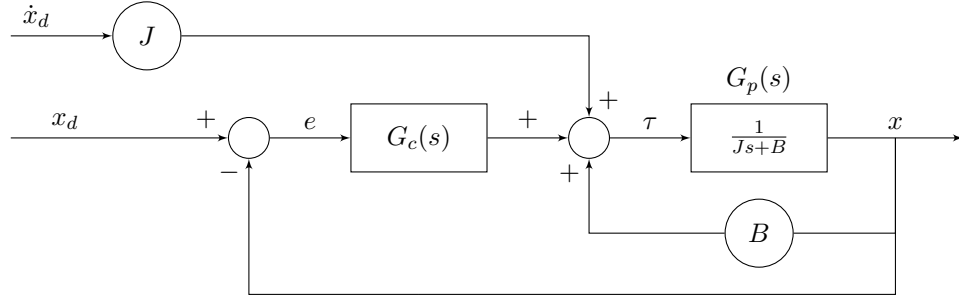 ẋ_d
J
G_p(s)
+
x_d
+
e
G_c(s)
+
τ
1/(Js+B)
x
−
+
B